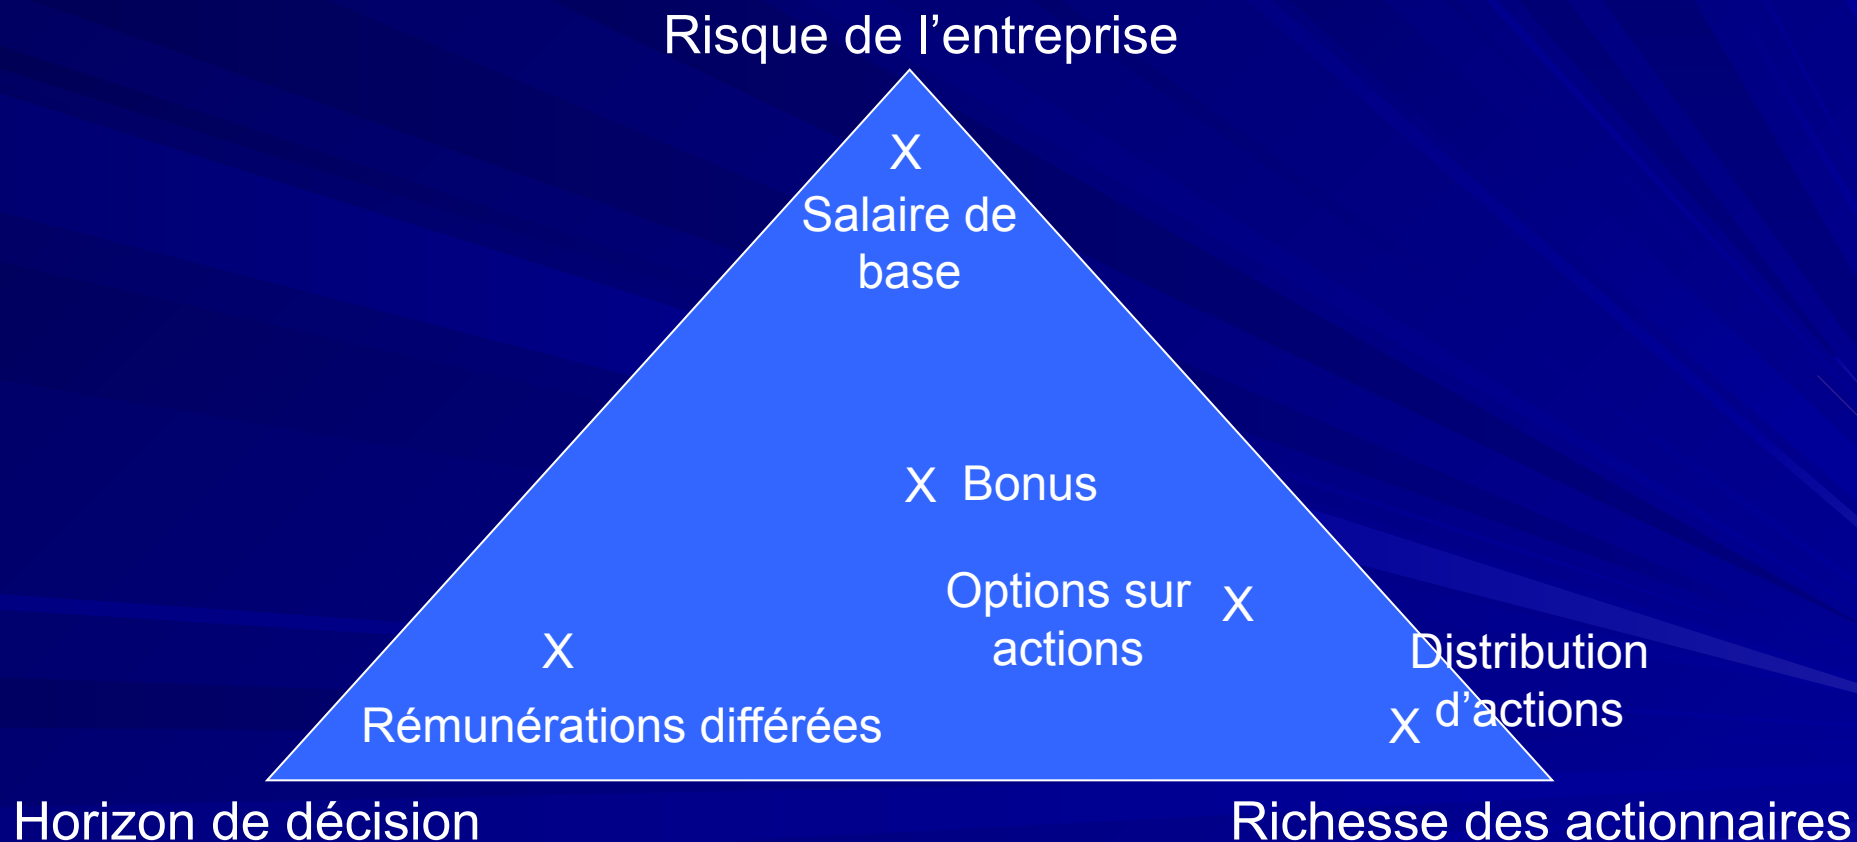 Risque de l’entreprise
X
Salaire de
base
X Bonus
Options sur
actions
X
X
Rémunérations différées
Distribution
d’actions
X
Horizon de décision
Richesse des actionnaires